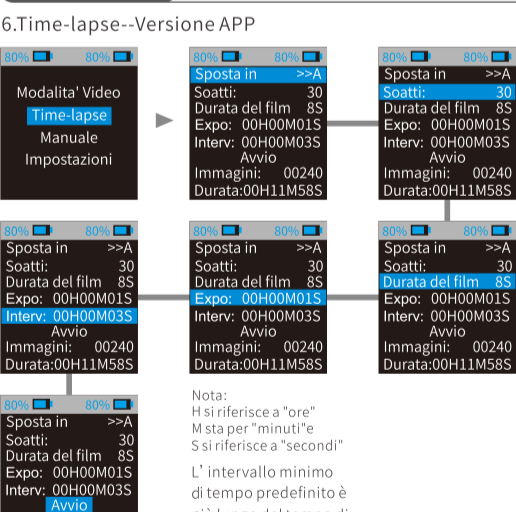 6.Time-lapse--Versione APP
80% 80%
Modalita' Video
Time-lapse
Manuale
Impostazioni
80% 80%
Sposta in >>A
Soatti: 30
Durata del film 8S
Expo: 00H00M01S
Interv: 00H00M03S
Avvio
Immagini: 00240
Durata:00H11M58S
80% 80%
Sposta in >>A
Soatti: 30
Durata del film 8S
Expo: 00H00M01S
Interv: 00H00M03S
Avvio
Immagini: 00240
Durata:00H11M58S
80% 80%
Sposta in >>A
Soatti: 30
Durata del film 8S
Expo: 00H00M01S
Interv: 00H00M03S
Avvio
Immagini: 00240
Durata:00H11M58S
80% 80%
Sposta in >>A
Soatti: 30
Durata del film 8S
Expo: 00H00M01S
Interv: 00H00M03S
Avvio
Immagini: 00240
Durata:00H11M58S
80% 80%
Sposta in >>A
Soatti: 30
Durata del film 8S
Expo: 00H00M01S
Interv: 00H00M03S
Avvio
Immagini: 00240
Durata:00H11M58S
80% 80%
Sposta in >>A
Soatti: 30
Durata del film 8S
Expo: 00H00M01S
Interv: 00H00M03S
Avvio
Nota:
H si riferisce a "ore"
M sta per "minuti"e
S si riferisce a "secondi"
L' intervallo minimo
di tempo predefinito è